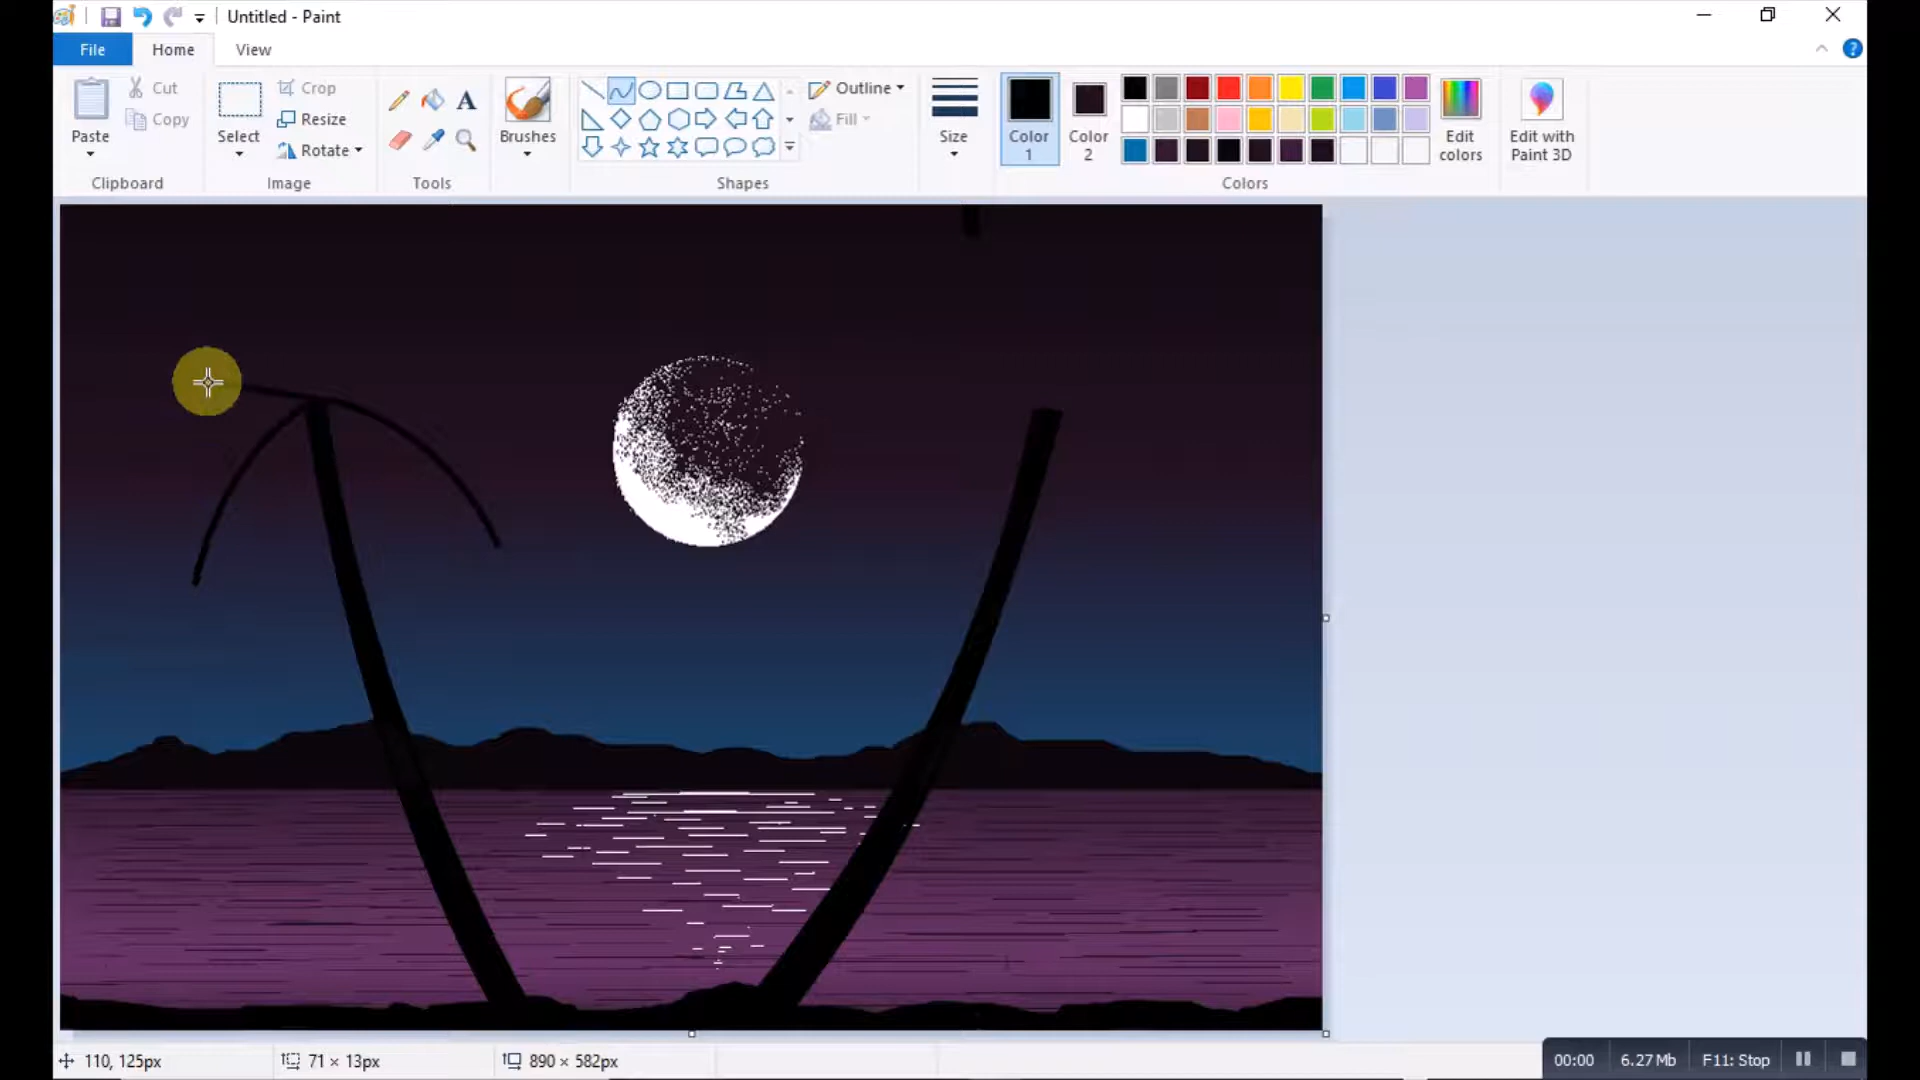 Untitled - Paint
File Home View
Paste
Cut
Copy
Clipboard
Select
Crop
Resize
Rotate
Image
A
Tools
Brushes
Outline
Fill
Shapes
Size
Color 1
Color 2
Edit colors
Colors
Edit with Paint 3D
?
110, 125px
71 × 13px
890 × 582px
00:00
6.27 Mb
F11: Stop